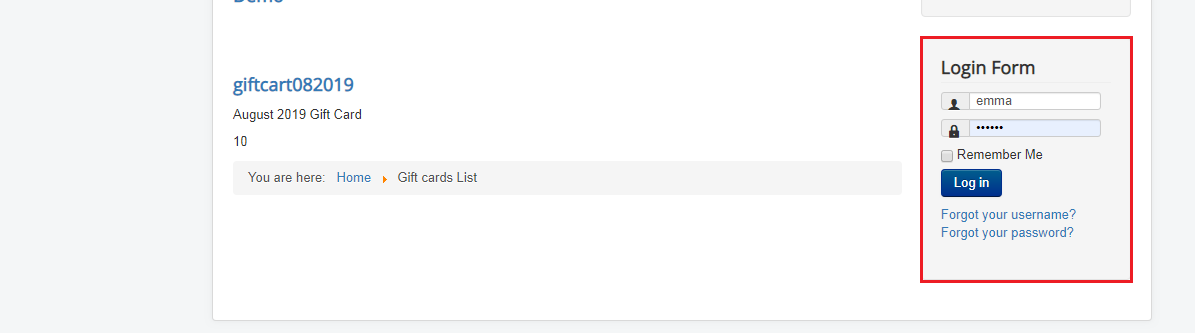 Demo
giftcart082019
August 2019 Gift Card
10
You are here: Home Gift cards List
Login Form
emma
••••••
Remember Me
Log in
Forgot your username?
Forgot your password?